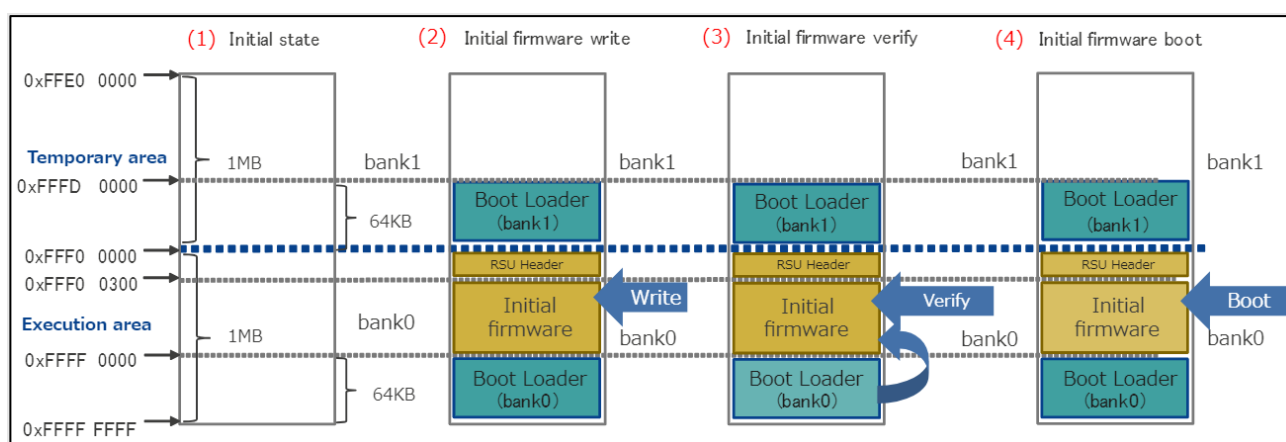 (1) Initial state
(2) Initial firmware write
(3) Initial firmware verify
(4) Initial firmware boot
0xFFE0 0000
Temporary area
1MB
bank1
bank1
bank1
bank1
0xFFFD 0000
64KB
Boot Loader
(bank1)
Boot Loader
(bank1)
Boot Loader
(bank1)
0xFFF0 0000
RSU Header
RSU Header
RSU Header
0xFFF0 0300
Initial
firmware
Write
Initial
firmware
Verify
Initial
firmware
Boot
Execution area
1MB
bank0
bank0
bank0
bank0
0xFFFF 0000
64KB
Boot Loader
(bank0)
Boot Loader
(bank0)
Boot Loader
(bank0)
0xFFFF FFFF